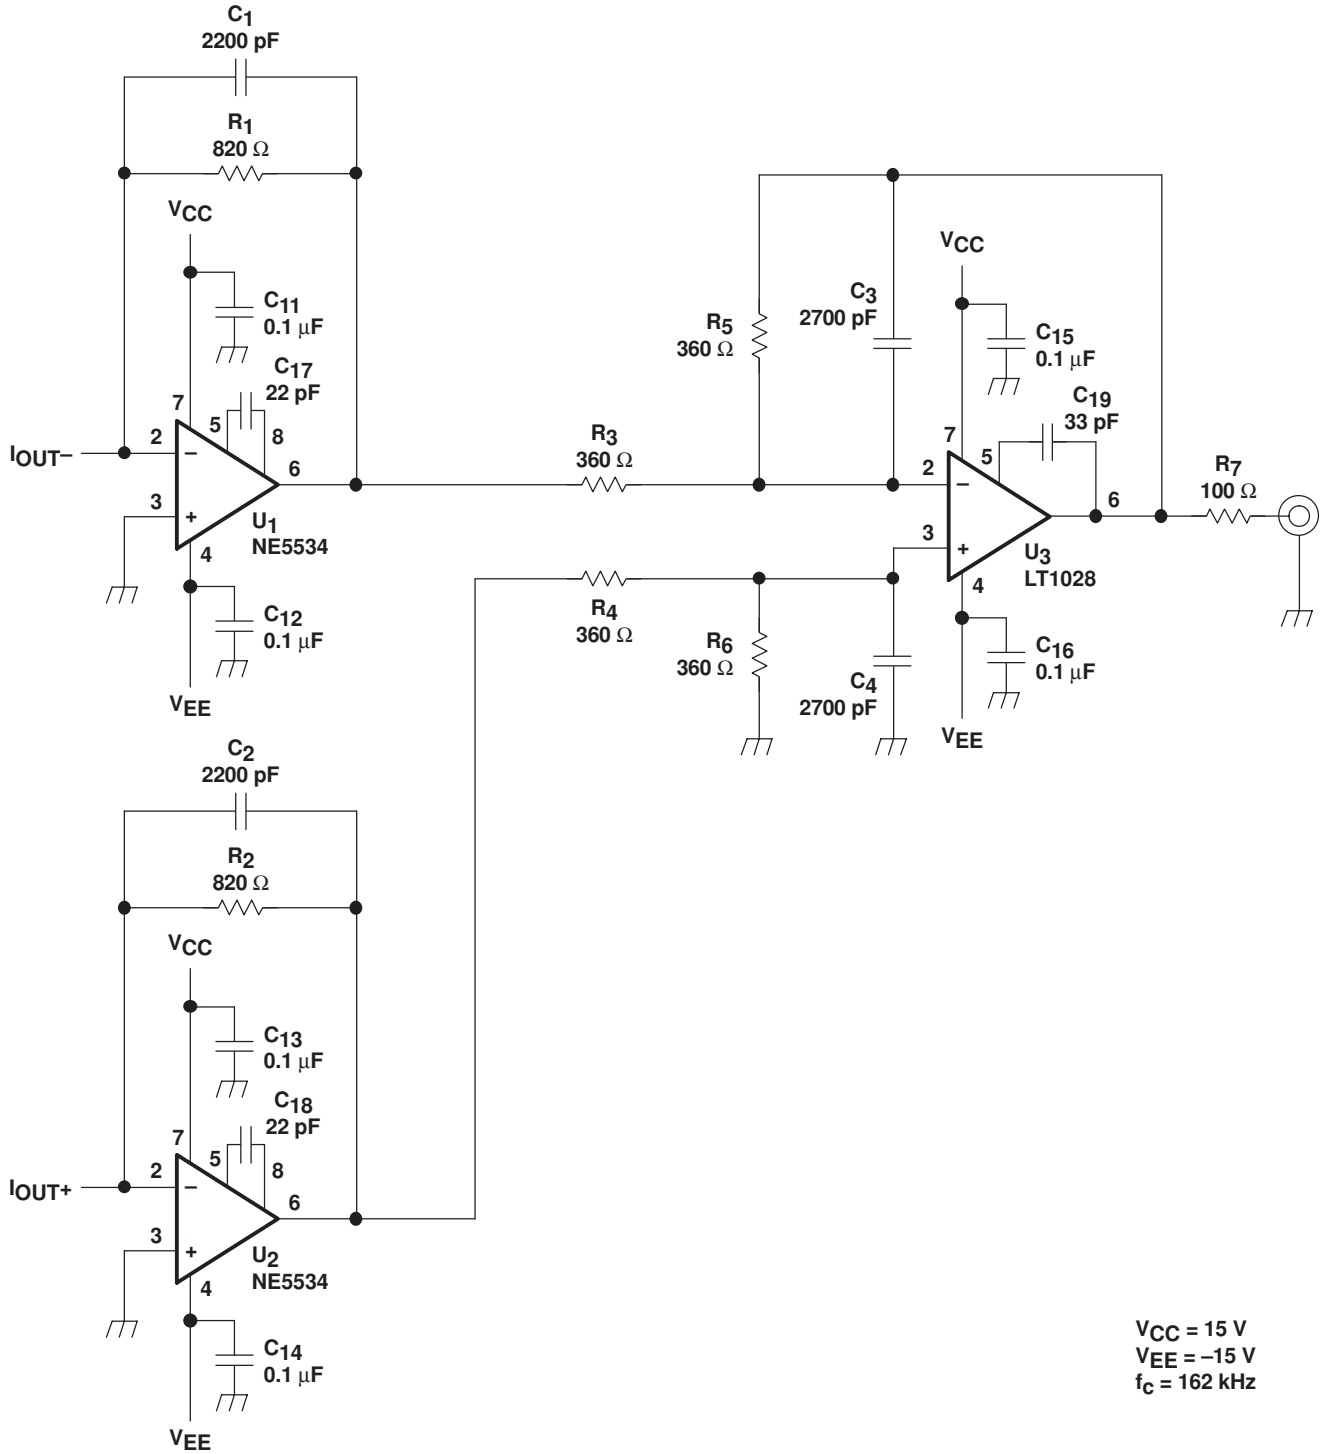 C1
2200 pF
R1
820 Ω
VCC
C11
0.1 μF
C17
22 pF
7
5
8
2
IOUT–
–
6
3
+
U1
NE5534
4
C12
0.1 μF
VEE
R3
360 Ω
R5
360 Ω
C3
2700 pF
VCC
C15
0.1 μF
C19
33 pF
7
5
2
–
6
R7
100 Ω
3
+
U3
LT1028
4
R4
360 Ω
R6
360 Ω
C4
2700 pF
C16
0.1 μF
VEE
C2
2200 pF
R2
820 Ω
VCC
C13
0.1 μF
C18
22 pF
7
5
8
2
IOUT+
–
6
3
+
U2
NE5534
4
C14
0.1 μF
VEE
VCC = 15 V
VEE = –15 V
fc = 162 kHz